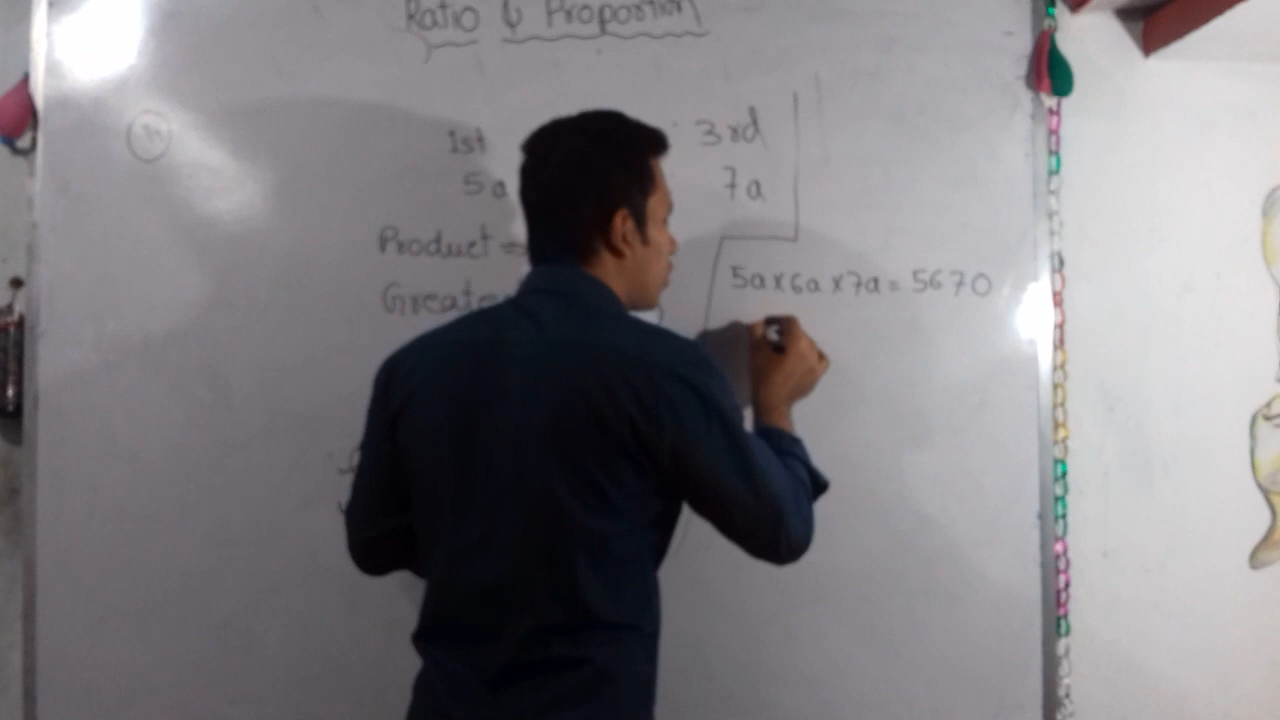 Ratio & Proportion
1st 3rd
5a 7a
Product =
5a×6a×7a = 5670